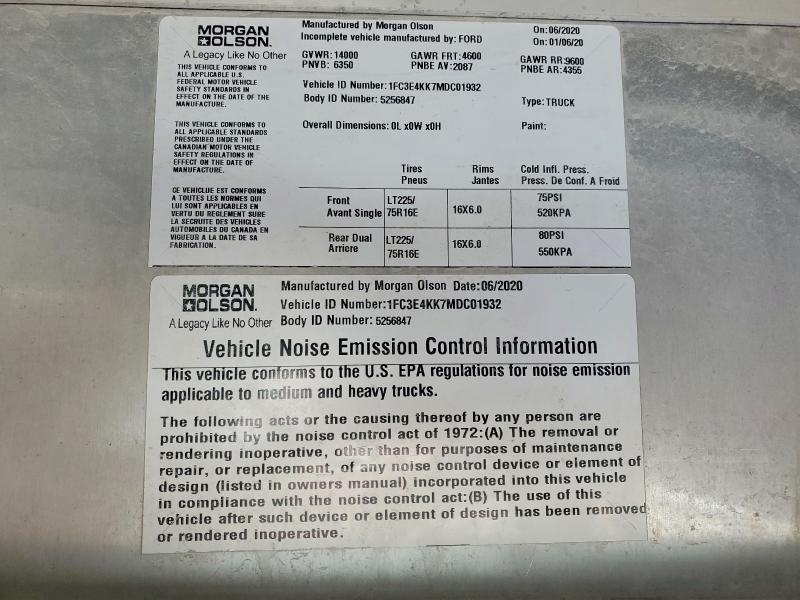 MORGAN
OLSON.
A Legacy Like No Other
THIS VEHICLE CONFORMS TO
ALL APPLICABLE U.S.
FEDERAL MOTOR VEHICLE
SAFETY STANDARDS IN
EFFECT ON THE DATE OF THE
MANUFACTURE.
THIS VEHICLE CONFORMS TO
ALL APPLICABLE STANDARDS
PRESCRIBED UNDER THE
CANADIAN MOTOR VEHICLE
SAFETY REGULATIONS IN
EFFECT ON THE DATE OF
MANUFACTURE.
CE VEHICLUE EST CONFORMS
A TOUTES LES NORMES QUI
LUI SONT APPLICABLES EN
VERTU DU REGLEMENT SURE
LA SECRUITE DES VEHICLES
AUTOMOBILES DU CANADA EN
VIGUEUR A LA DATE DE SA
FABRICATION.
Manufactured by Morgan Olson On:06/2020
Incomplete vehicle manufactured by: FORD On: 01/06/20
GVWR:14000 GAWR FRT:4600 GAWR RR:9600
PNVB: 6350 PNBE AV:2087 PNBE AR:4355
Vehicle ID Number:1FC3E4KK7MDC01932
Body ID Number: 5256847 Type:TRUCK
Overall Dimensions: 0L x0W x0H Paint:
Tires Rims Cold Infl. Press.
Pneus Jantes Press. De Conf. A Froid
Front LT225/ 75PSI
Avant Single 75R16E 16X6.0 520KPA
Rear Dual LT225/ 16X6.0 80PSI
Arriere 75R16E 550KPA
MORGAN
OLSON.
A Legacy Like No Other
Manufactured by Morgan Olson Date:06/2020
Vehicle ID Number:1FC3E4KK7MDC01932
Body ID Number: 5256847
Vehicle Noise Emission Control Information
This vehicle conforms to the U.S. EPA regulations for noise emission
applicable to medium and heavy trucks.
The following acts or the causing thereof by any person are
prohibited by the noise control act of 1972:(A) The removal or
rendering inoperative, other than for purposes of maintenance
repair, or replacement, of any noise control device or element of
design (listed in owners manual) incorporated into this vehicle
in compliance with the noise control act:(B) The use of this
vehicle after such device or element of design has been removed
or rendered inoperative.